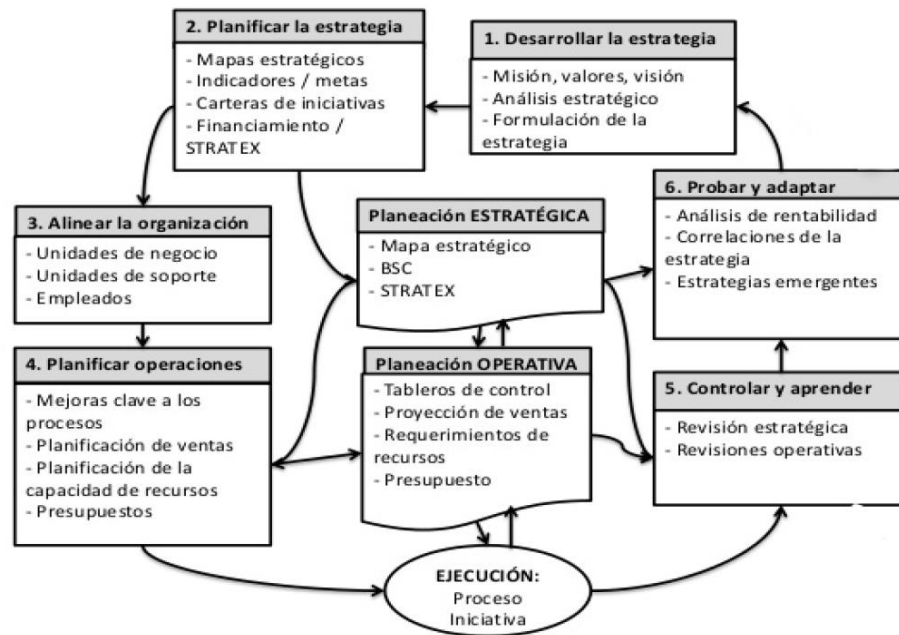 2. Planificar la estrategia
- Mapas estratégicos
- Indicadores / metas
- Carteras de iniciativas
- Financiamiento /
STRATEX
1. Desarrollar la estrategia
- Misión, valores, visión
- Análisis estratégico
- Formulación de la
estrategia
6. Probar y adaptar
- Análisis de rentabilidad
- Correlaciones de la
estrategia
- Estrategias emergentes
3. Alinear la organización
- Unidades de negocio
- Unidades de soporte
- Empleados
Planeación ESTRATÉGICA
- Mapa estratégico
- BSC
- STRATEX
4. Planificar operaciones
- Mejoras clave a los
procesos
- Planificación de ventas
- Planificación de la
capacidad de recursos
- Presupuestos
Planeación OPERATIVA
- Tableros de control
- Proyección de ventas
- Requerimientos de
recursos
- Presupuesto
5. Controlar y aprender
- Revisión estratégica
- Revisiones operativas
EJECUCIÓN:
Proceso
Iniciativa